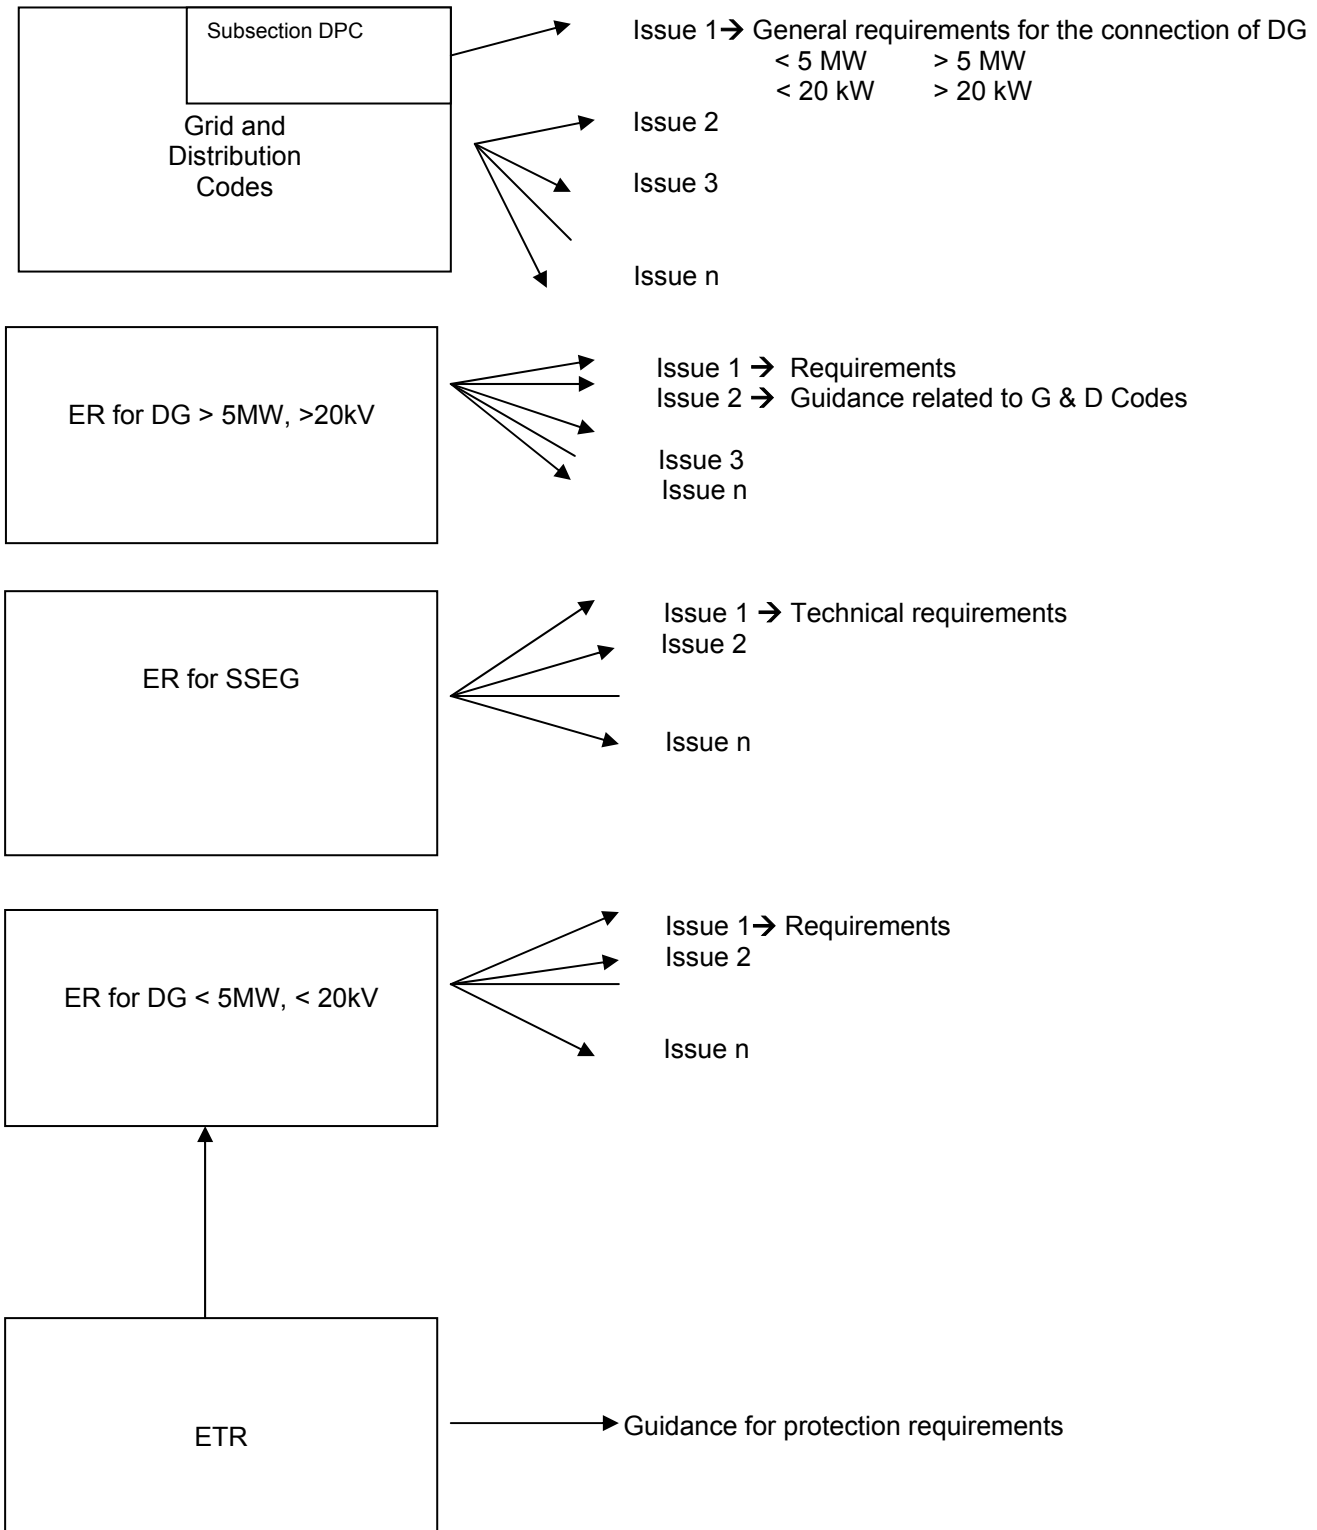 Subsection DPC
Issue 1→ General requirements for the connection of DG
< 5 MW > 5 MW
< 20 kW > 20 kW
Grid and
Distribution
Codes
Issue 2
Issue 3
Issue n
ER for DG > 5MW, >20kV
Issue 1 → Requirements
Issue 2 → Guidance related to G & D Codes
Issue 3
Issue n
ER for SSEG
Issue 1 → Technical requirements
Issue 2
Issue n
ER for DG < 5MW, < 20kV
Issue 1→ Requirements
Issue 2
Issue n
ETR
Guidance for protection requirements